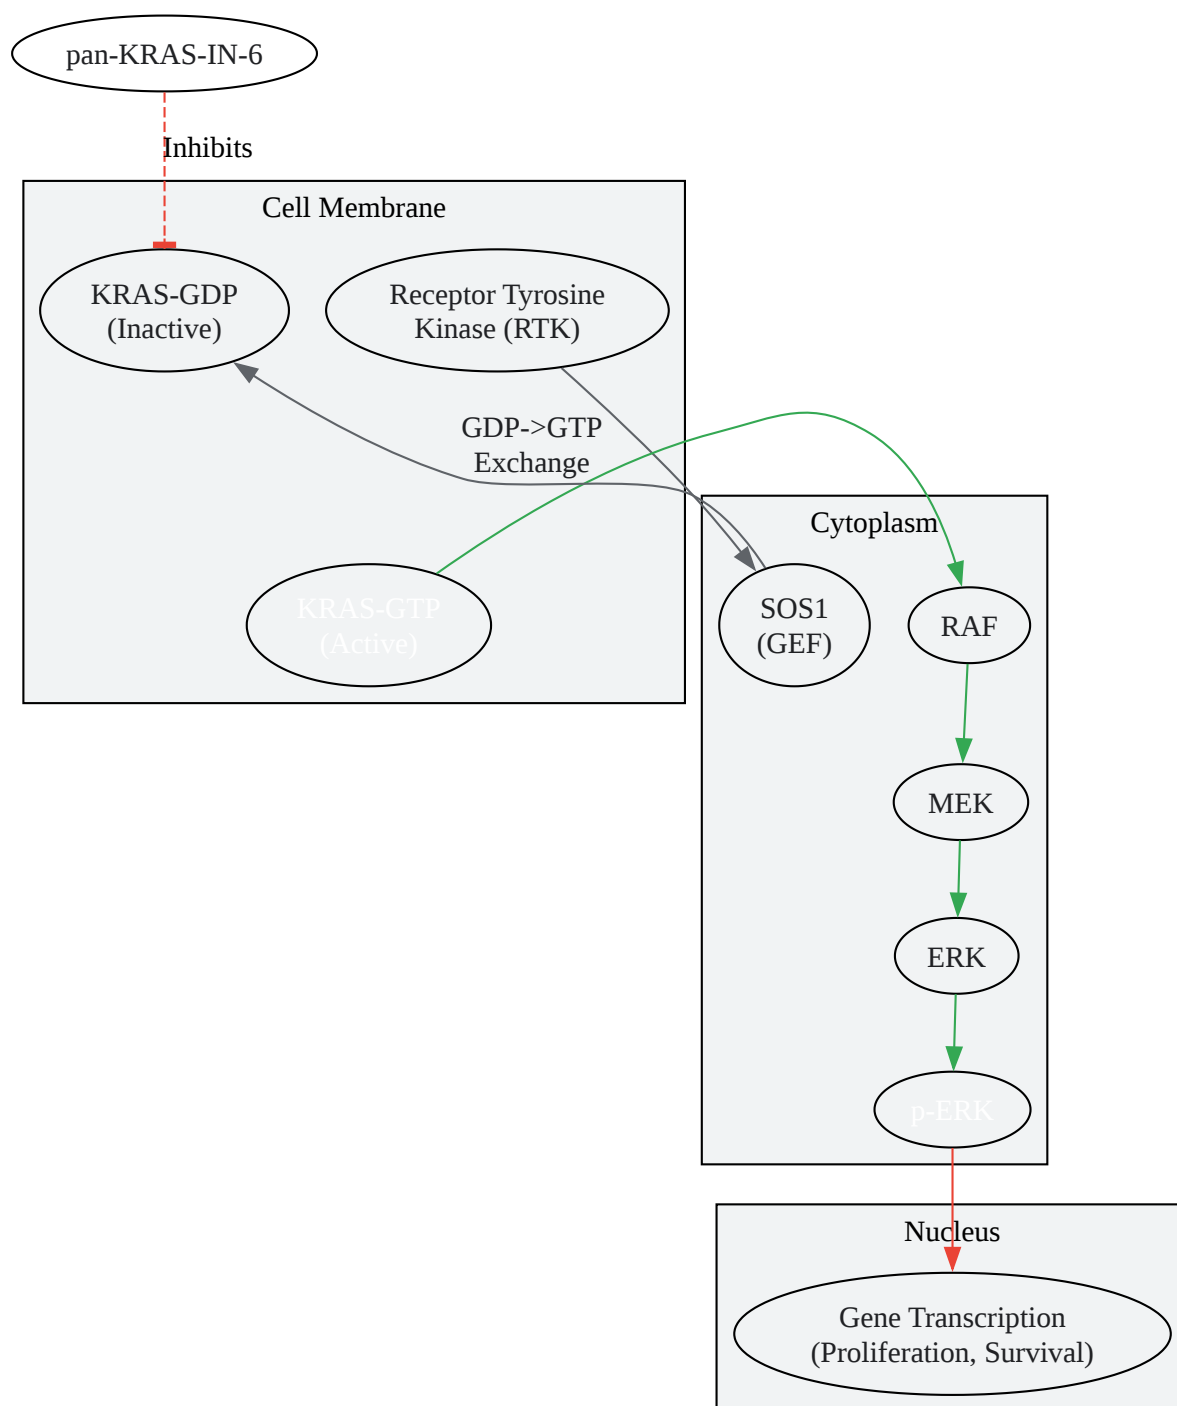 pan-KRAS-IN-6
Inhibits
Cell Membrane
KRAS-GDP
(Inactive)
Receptor Tyrosine
Kinase (RTK)
GDP->GTP
Exchange
KRAS-GTP
(Active)
Cytoplasm
SOS1
(GEF)
RAF
MEK
ERK
p-ERK
Nucleus
Gene Transcription
(Proliferation, Survival)